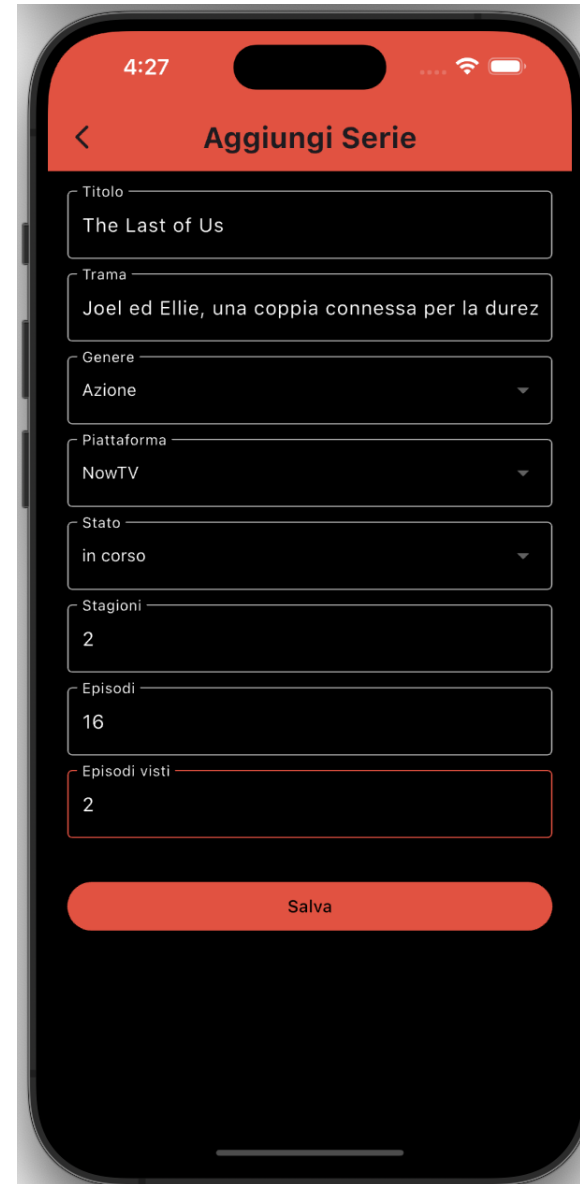 4:27
Aggiungi Serie
Titolo
The Last of Us
Trama
Joel ed Ellie, una coppia connessa per la durez
Genere
Azione
Piattaforma
NowTV
Stato
in corso
Stagioni
2
Episodi
16
Episodi visti
2
Salva